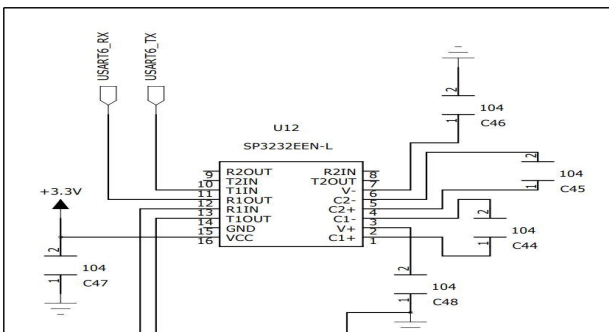 USART6_RX
USART6_TX
U12
SP3232EEN-L
9 R2OUT R2IN 8
10 T2IN T2OUT 7
11 T1IN V- 6
12 R1OUT C2- 5
13 R1IN C2+ 4
14 T1OUT C1- 3
15 GND V+ 2
16 VCC C1+ 1
+3.3V
2
104
1
C47
2
104
1
C46
2
104
1
C45
2
104
1
C44
2
104
1
C48